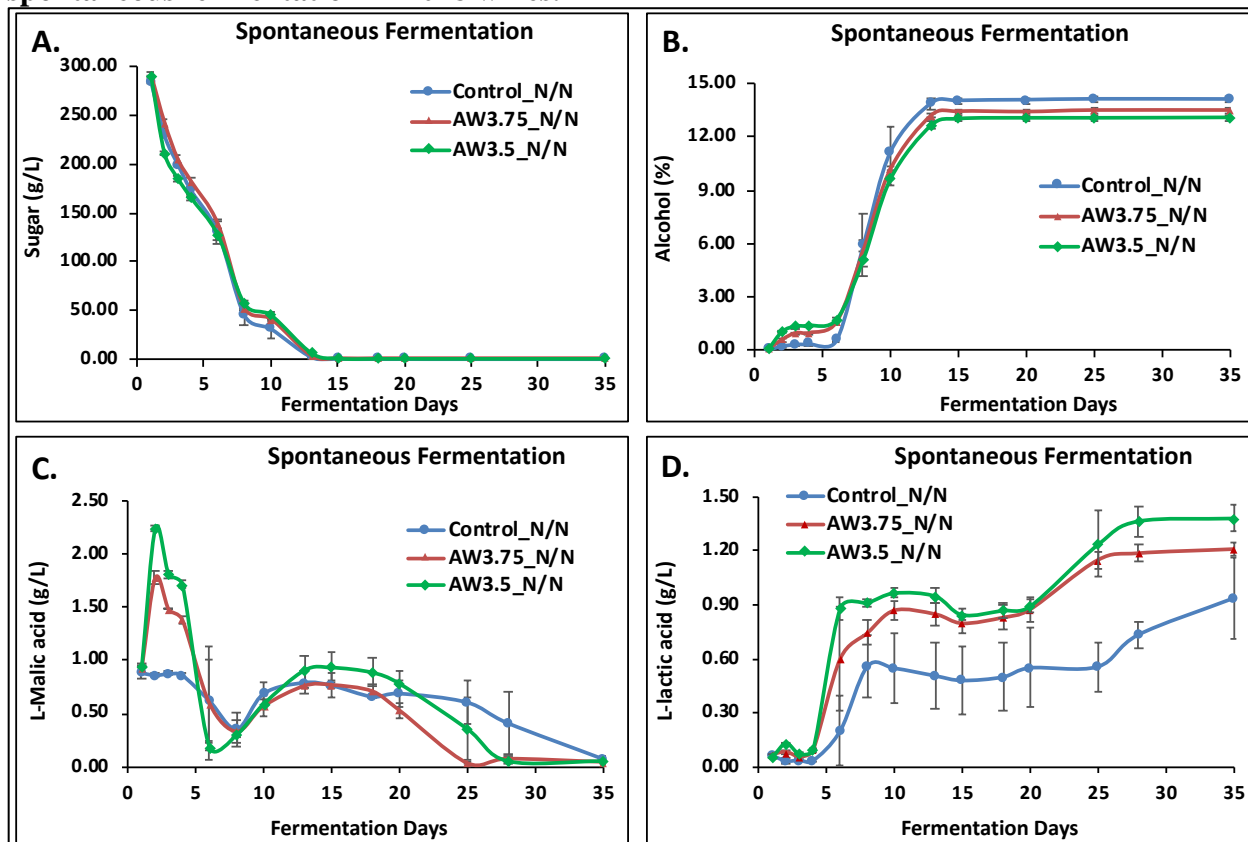 spontaneous fermentation
A.
Spontaneous Fermentation
300.00
250.00
200.00
150.00
100.00
50.00
0.00
Sugar (g/L)
Control_N/N
AW3.75_N/N
AW3.5_N/N
0 5 10 15 20 25 30 35
Fermentation Days
B.
Spontaneous Fermentation
15.00
12.00
9.00
6.00
3.00
0.00
Alcohol (%)
Control_N/N
AW3.75_N/N
AW3.5_N/N
0 5 10 15 20 25 30 35
Fermentation Days
C.
Spontaneous Fermentation
2.50
2.00
1.50
1.00
0.50
0.00
L-Malic acid (g/L)
Control_N/N
AW3.75_N/N
AW3.5_N/N
0 5 10 15 20 25 30 35
Fermentation Days
D.
Spontaneous Fermentation
1.50
1.20
0.90
0.60
0.30
0.00
L-lactic acid (g/L)
Control_N/N
AW3.75_N/N
AW3.5_N/N
0 5 10 15 20 25 30 35
Fermentation Days